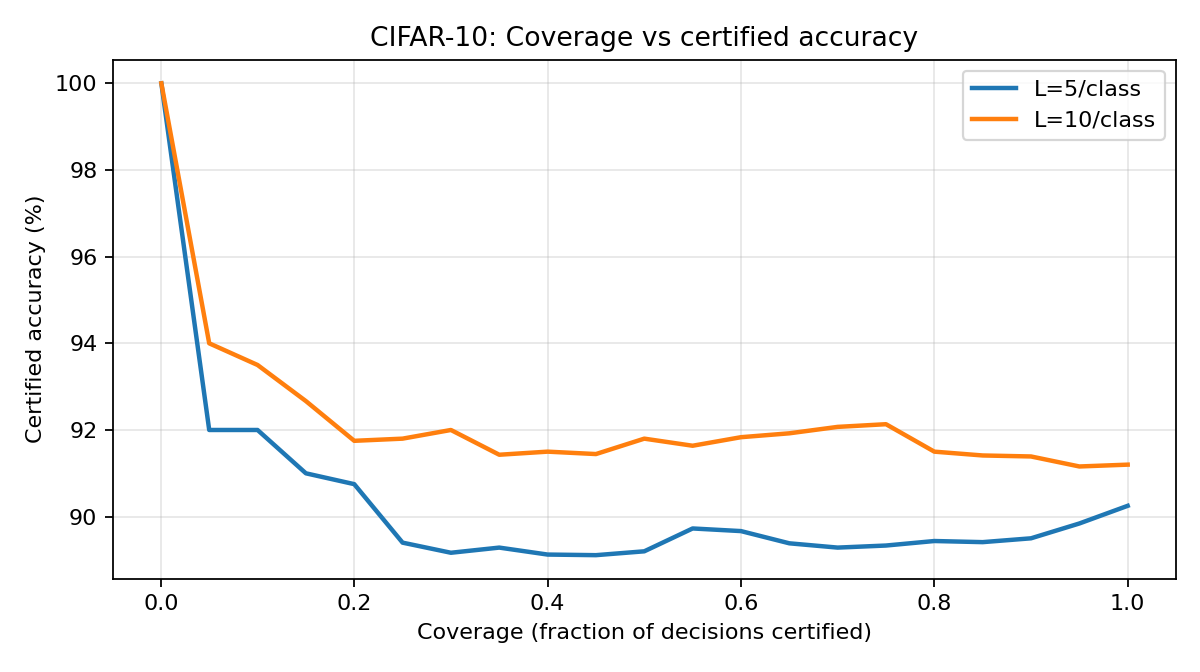 CIFAR-10: Coverage vs certified accuracy
L=5/class
L=10/class
Certified accuracy (%)
100
98
96
94
92
90
0.0 0.2 0.4 0.6 0.8 1.0
Coverage (fraction of decisions certified)